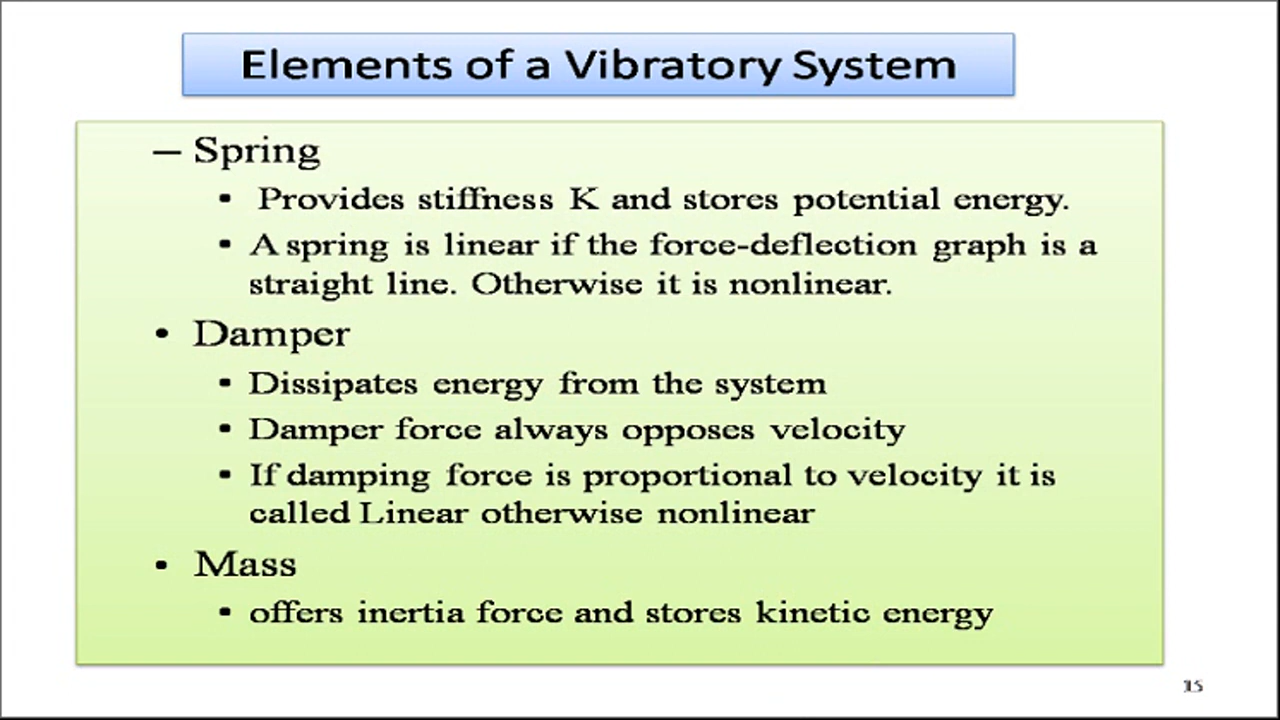 Elements of a Vibratory System
– Spring
• Provides stiffness K and stores potential energy.
• A spring is linear if the force-deflection graph is a
straight line. Otherwise it is nonlinear.
• Damper
• Dissipates energy from the system
• Damper force always opposes velocity
• If damping force is proportional to velocity it is
called Linear otherwise nonlinear
• Mass
• offers inertia force and stores kinetic energy
15